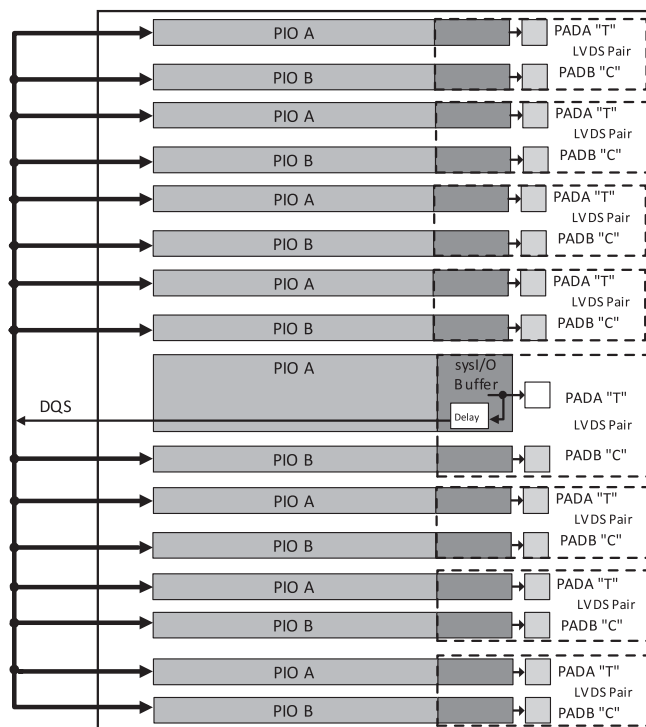 PIO A
PADA "T"
LVDS Pair
PIO B
PADB "C"
PIO A
PADA "T"
LVDS Pair
PIO B
PADB "C"
PIO A
PADA "T"
LVDS Pair
PIO B
PADB "C"
PIO A
PADA "T"
LVDS Pair
PIO B
PADB "C"
PIO A
sysI/O
Buffer
PADA "T"
DQS
Delay
LVDS Pair
PIO B
PADB "C"
PIO A
PADA "T"
LVDS Pair
PIO B
PADB "C"
PIO A
PADA "T"
LVDS Pair
PIO B
PADB "C"
PIO A
PADA "T"
LVDS Pair
PIO B
PADB "C"